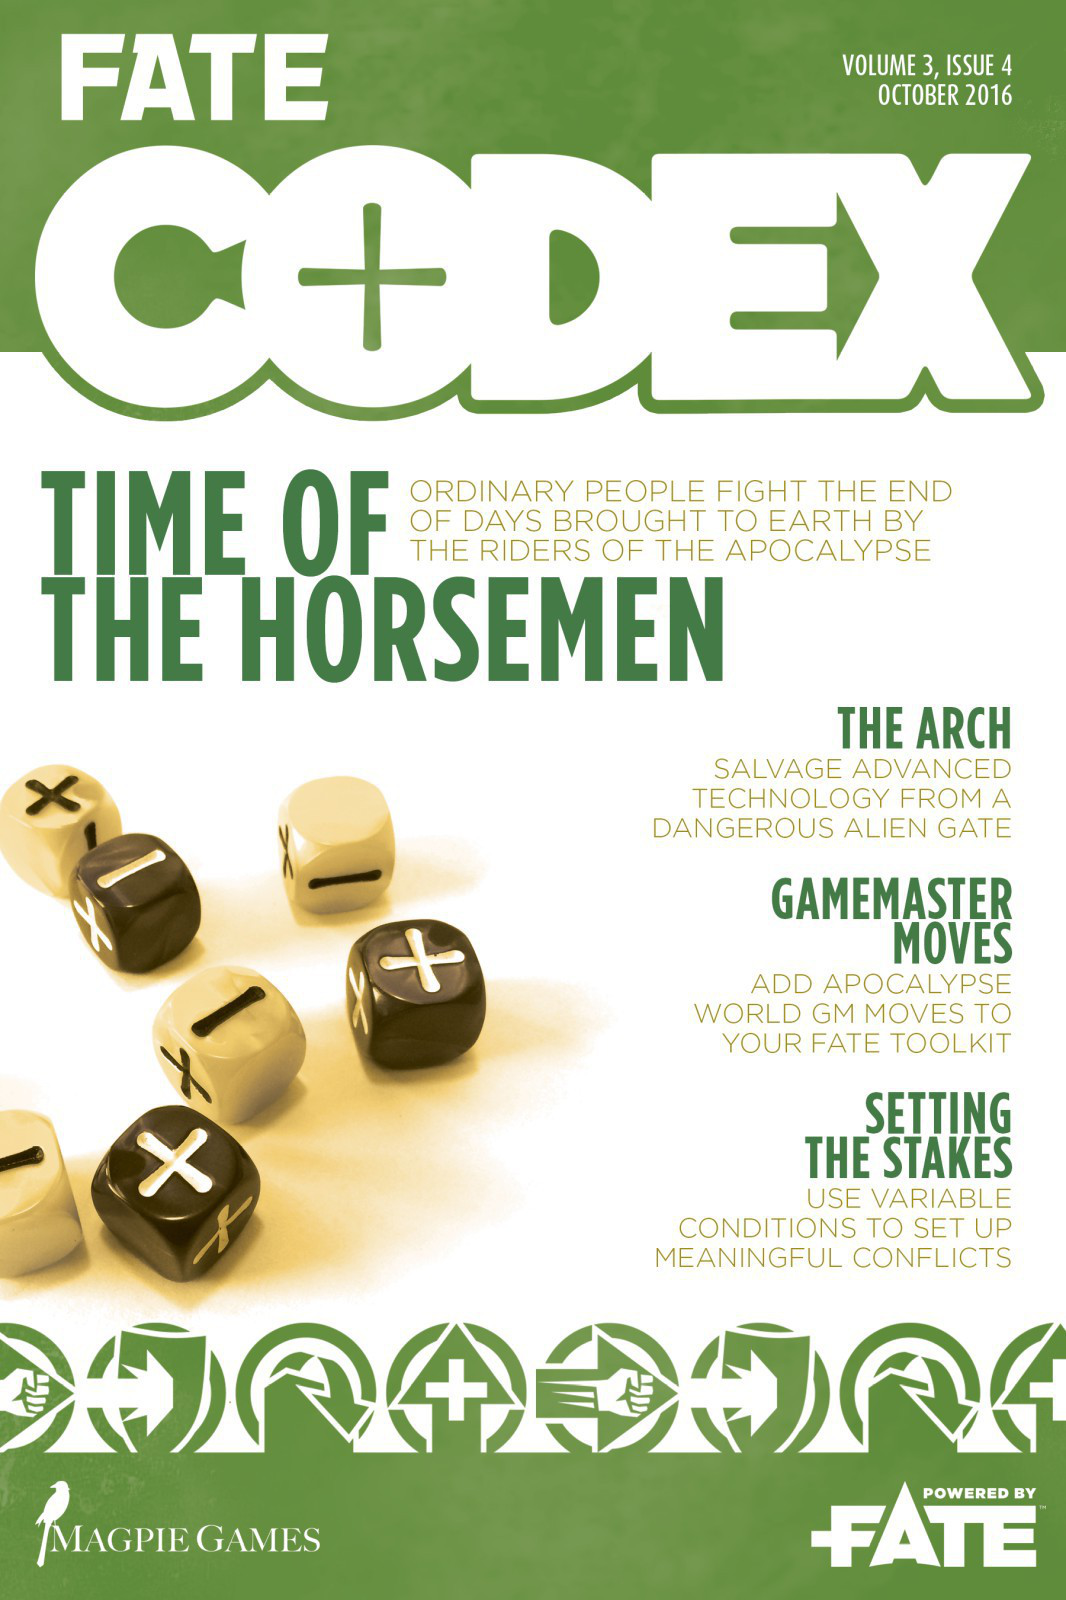 FATE
VOLUME 3, ISSUE 4
OCTOBER 2016
CODEX
TIME OF
THE HORSEMEN
ORDINARY PEOPLE FIGHT THE END
OF DAYS BROUGHT TO EARTH BY
THE RIDERS OF THE APOCALYPSE
THE ARCH
SALVAGE ADVANCED
TECHNOLOGY FROM A
DANGEROUS ALIEN GATE
GAMEMASTER
MOVES
ADD APOCALYPSE
WORLD GM MOVES TO
YOUR FATE TOOLKIT
SETTING
THE STAKES
USE VARIABLE
CONDITIONS TO SET UP
MEANINGFUL CONFLICTS
MAGPIE GAMES
POWERED BY
FATE™